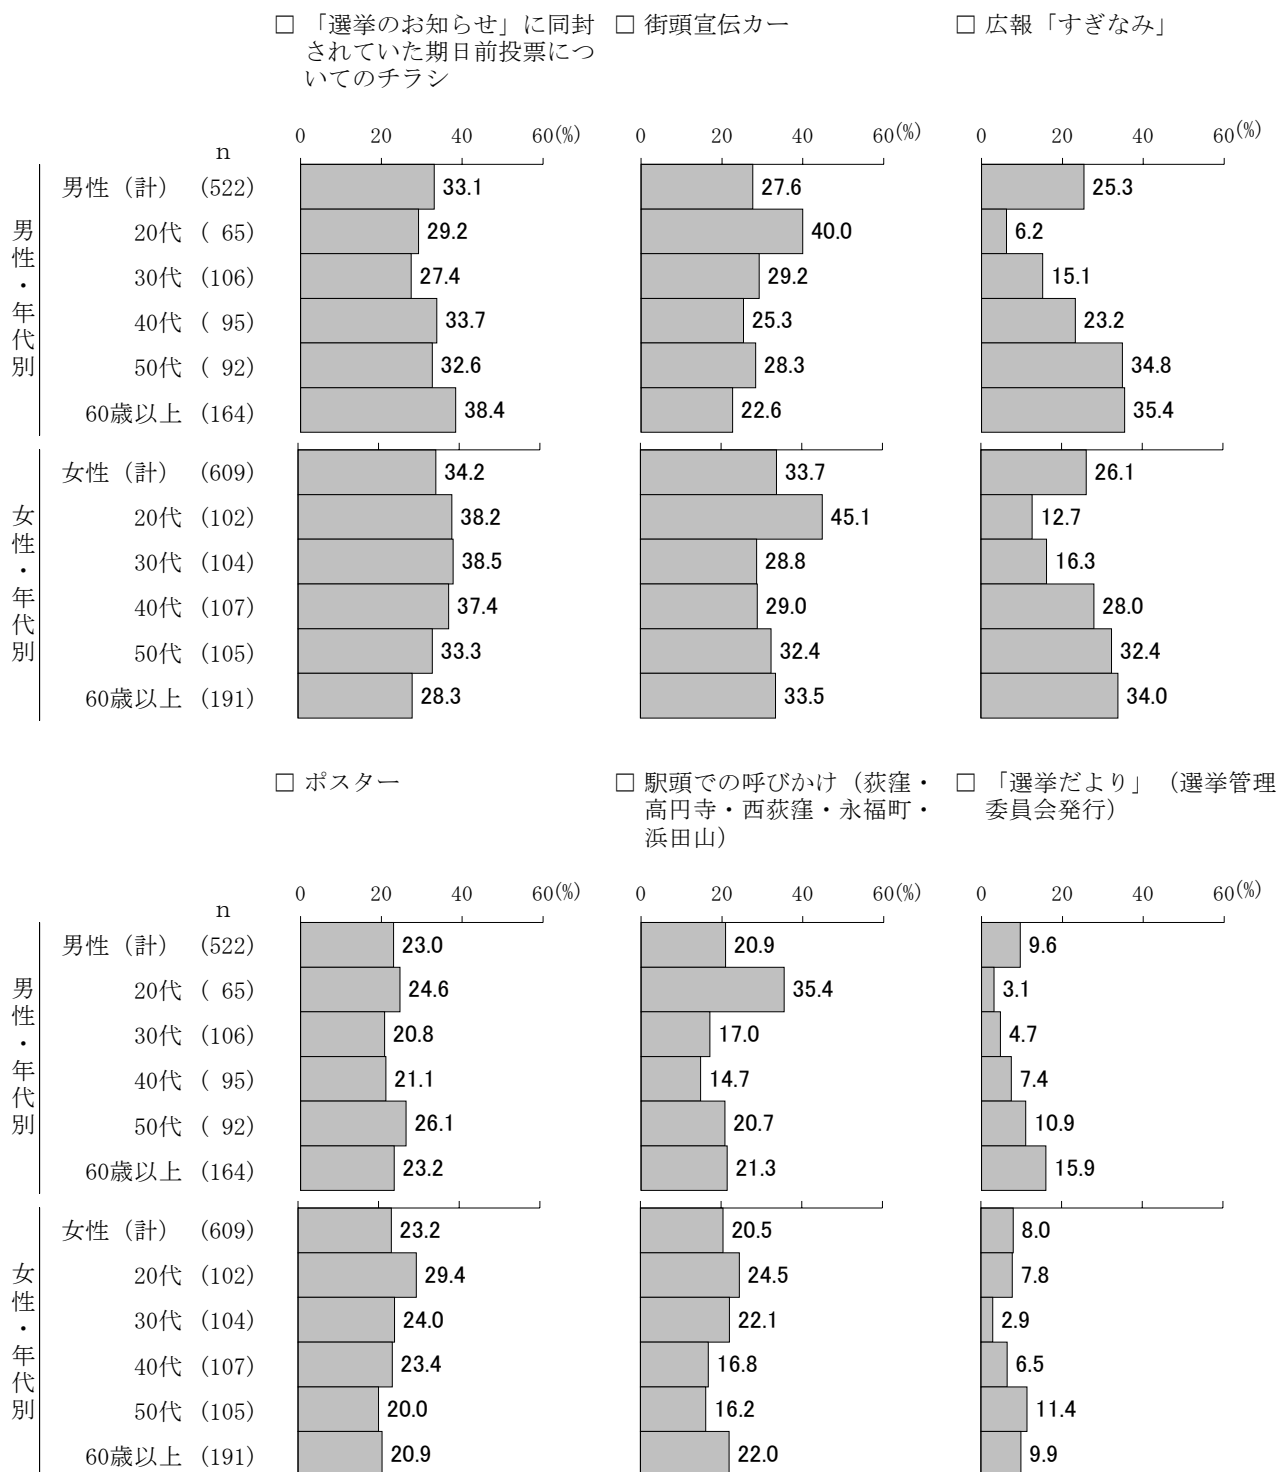 □ 「選挙のお知らせ」に同封
されていた期日前投票につ
いてのチラシ
□ 街頭宣伝カー
□ 広報「すぎなみ」
0 20 40 60(%)
0 20 40 60(%)
0 20 40 60(%)
n
男性・年代別
男性（計） (522) 33.1 27.6 25.3
20代 ( 65) 29.2 40.0 6.2
30代 (106) 27.4 29.2 15.1
40代 ( 95) 33.7 25.3 23.2
50代 ( 92) 32.6 28.3 34.8
60歳以上 (164) 38.4 22.6 35.4
女性・年代別
女性（計） (609) 34.2 33.7 26.1
20代 (102) 38.2 45.1 12.7
30代 (104) 38.5 28.8 16.3
40代 (107) 37.4 29.0 28.0
50代 (105) 33.3 32.4 32.4
60歳以上 (191) 28.3 33.5 34.0
□ ポスター
□ 駅頭での呼びかけ（荻窪・
高円寺・西荻窪・永福町・
浜田山）
□ 「選挙だより」（選挙管理
委員会発行）
0 20 40 60(%)
0 20 40 60(%)
0 20 40 60(%)
n
男性・年代別
男性（計） (522) 23.0 20.9 9.6
20代 ( 65) 24.6 35.4 3.1
30代 (106) 20.8 17.0 4.7
40代 ( 95) 21.1 14.7 7.4
50代 ( 92) 26.1 20.7 10.9
60歳以上 (164) 23.2 21.3 15.9
女性・年代別
女性（計） (609) 23.2 20.5 8.0
20代 (102) 29.4 24.5 7.8
30代 (104) 24.0 22.1 2.9
40代 (107) 23.4 16.8 6.5
50代 (105) 20.0 16.2 11.4
60歳以上 (191) 20.9 22.0 9.9